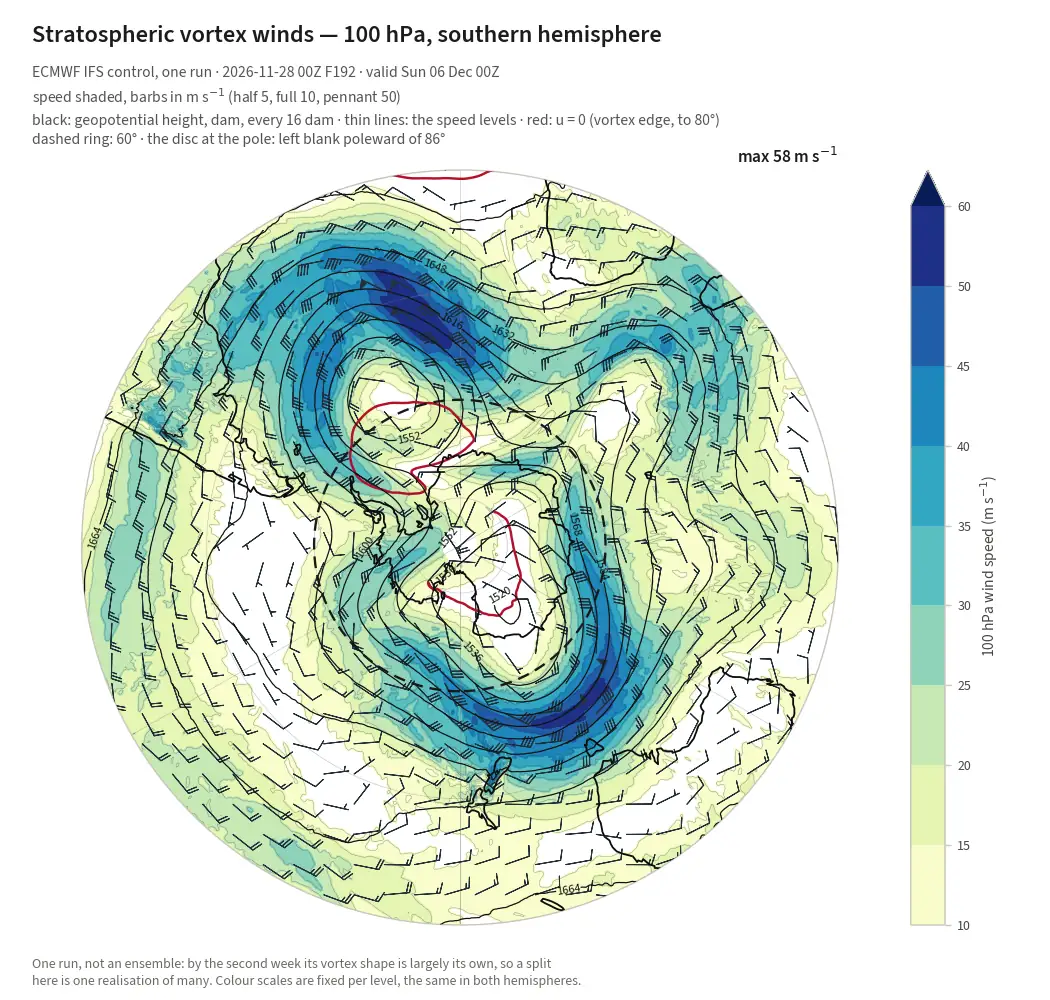 Stratospheric vortex winds — 100 hPa, southern hemisphere
ECMWF IFS control, one run · 2026-11-28 00Z F192 · valid Sun 06 Dec 00Z
speed shaded, barbs in m s⁻¹ (half 5, full 10, pennant 50)
black: geopotential height, dam, every 16 dam · thin lines: the speed levels · red: u = 0 (vortex edge, to 80°)
dashed ring: 60° · the disc at the pole: left blank poleward of 86°
max 58 m s⁻¹
60
50
45
40
35
30
25
20
15
10
100 hPa wind speed (m s⁻¹)
1648
1616
1632
1552
1664
1600
1568
1520
1536
1664
One run, not an ensemble: by the second week its vortex shape is largely its own, so a split
here is one realisation of many. Colour scales are fixed per level, the same in both hemispheres.